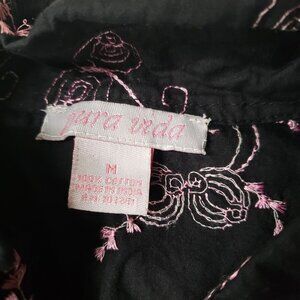 pura vida
M
100% COTTON
MADE IN INDIA